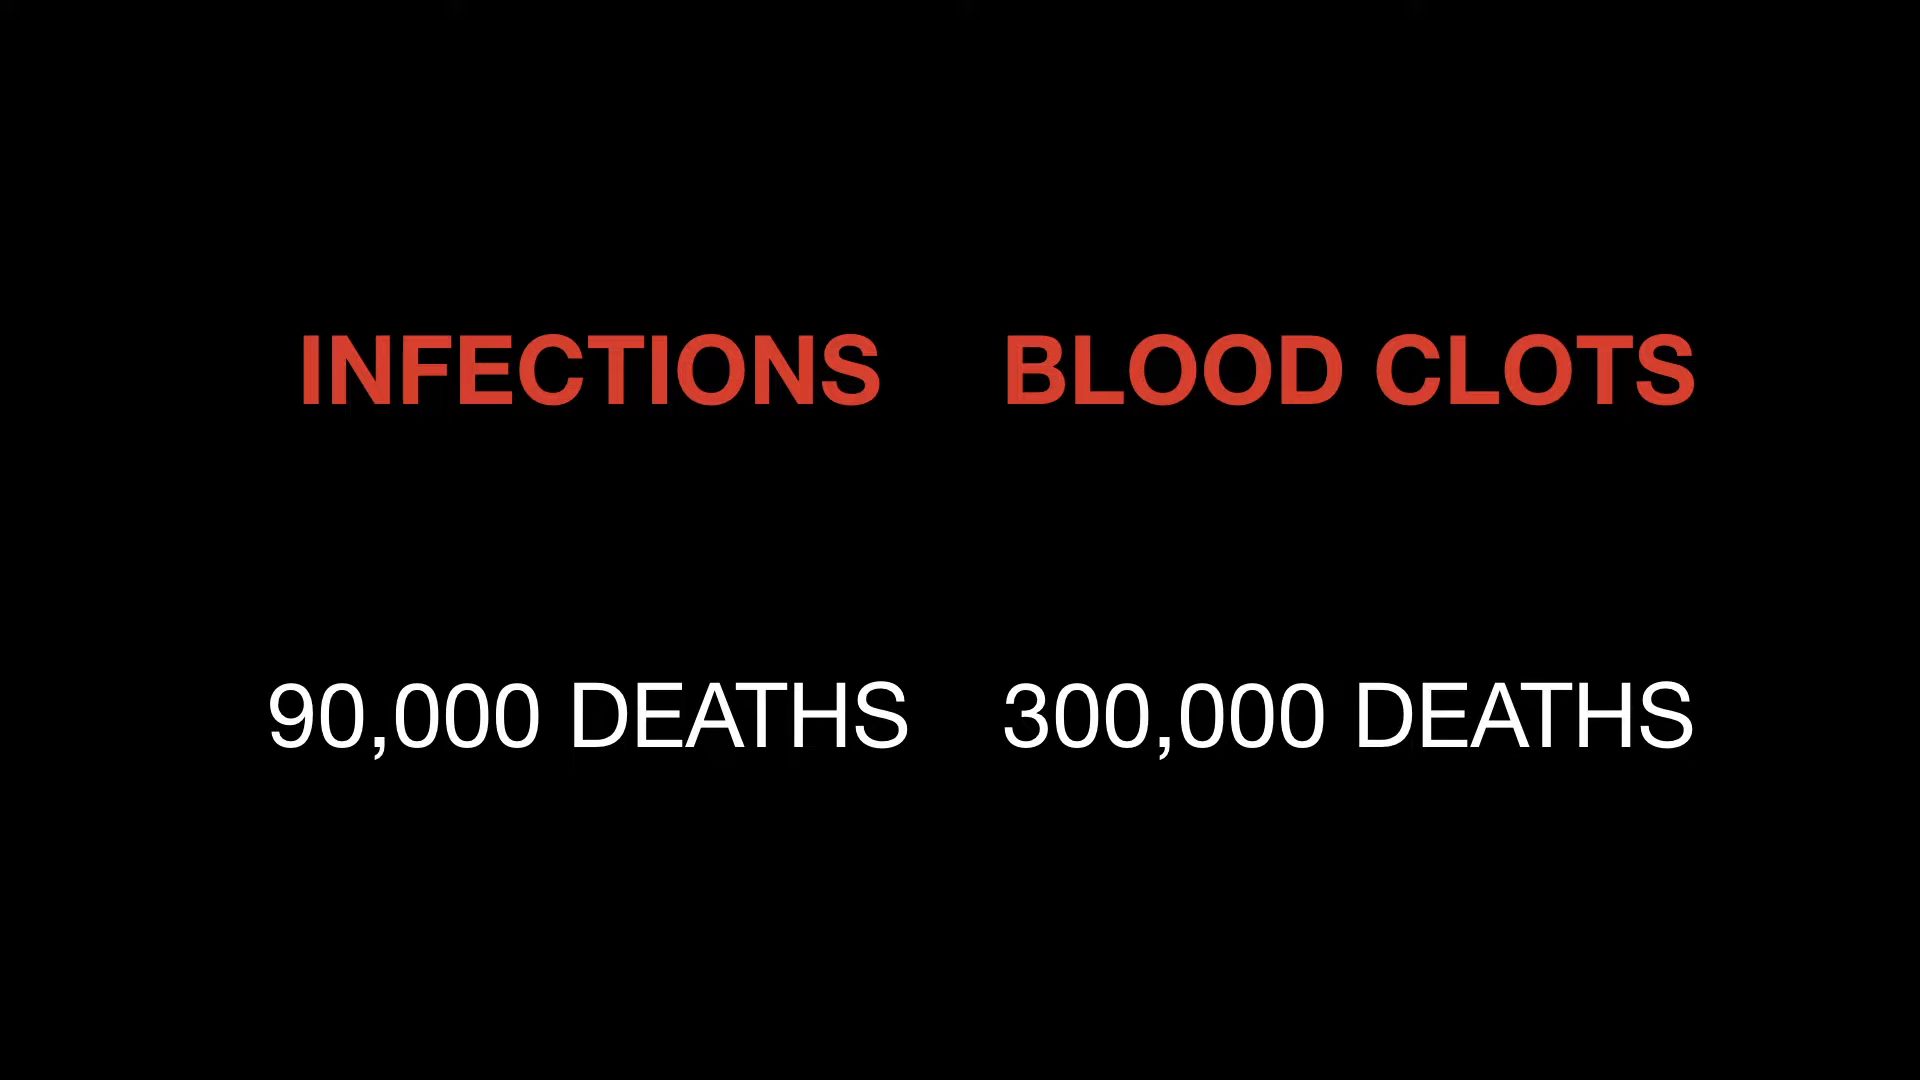 INFECTIONS BLOOD CLOTS
90,000 DEATHS 300,000 DEATHS